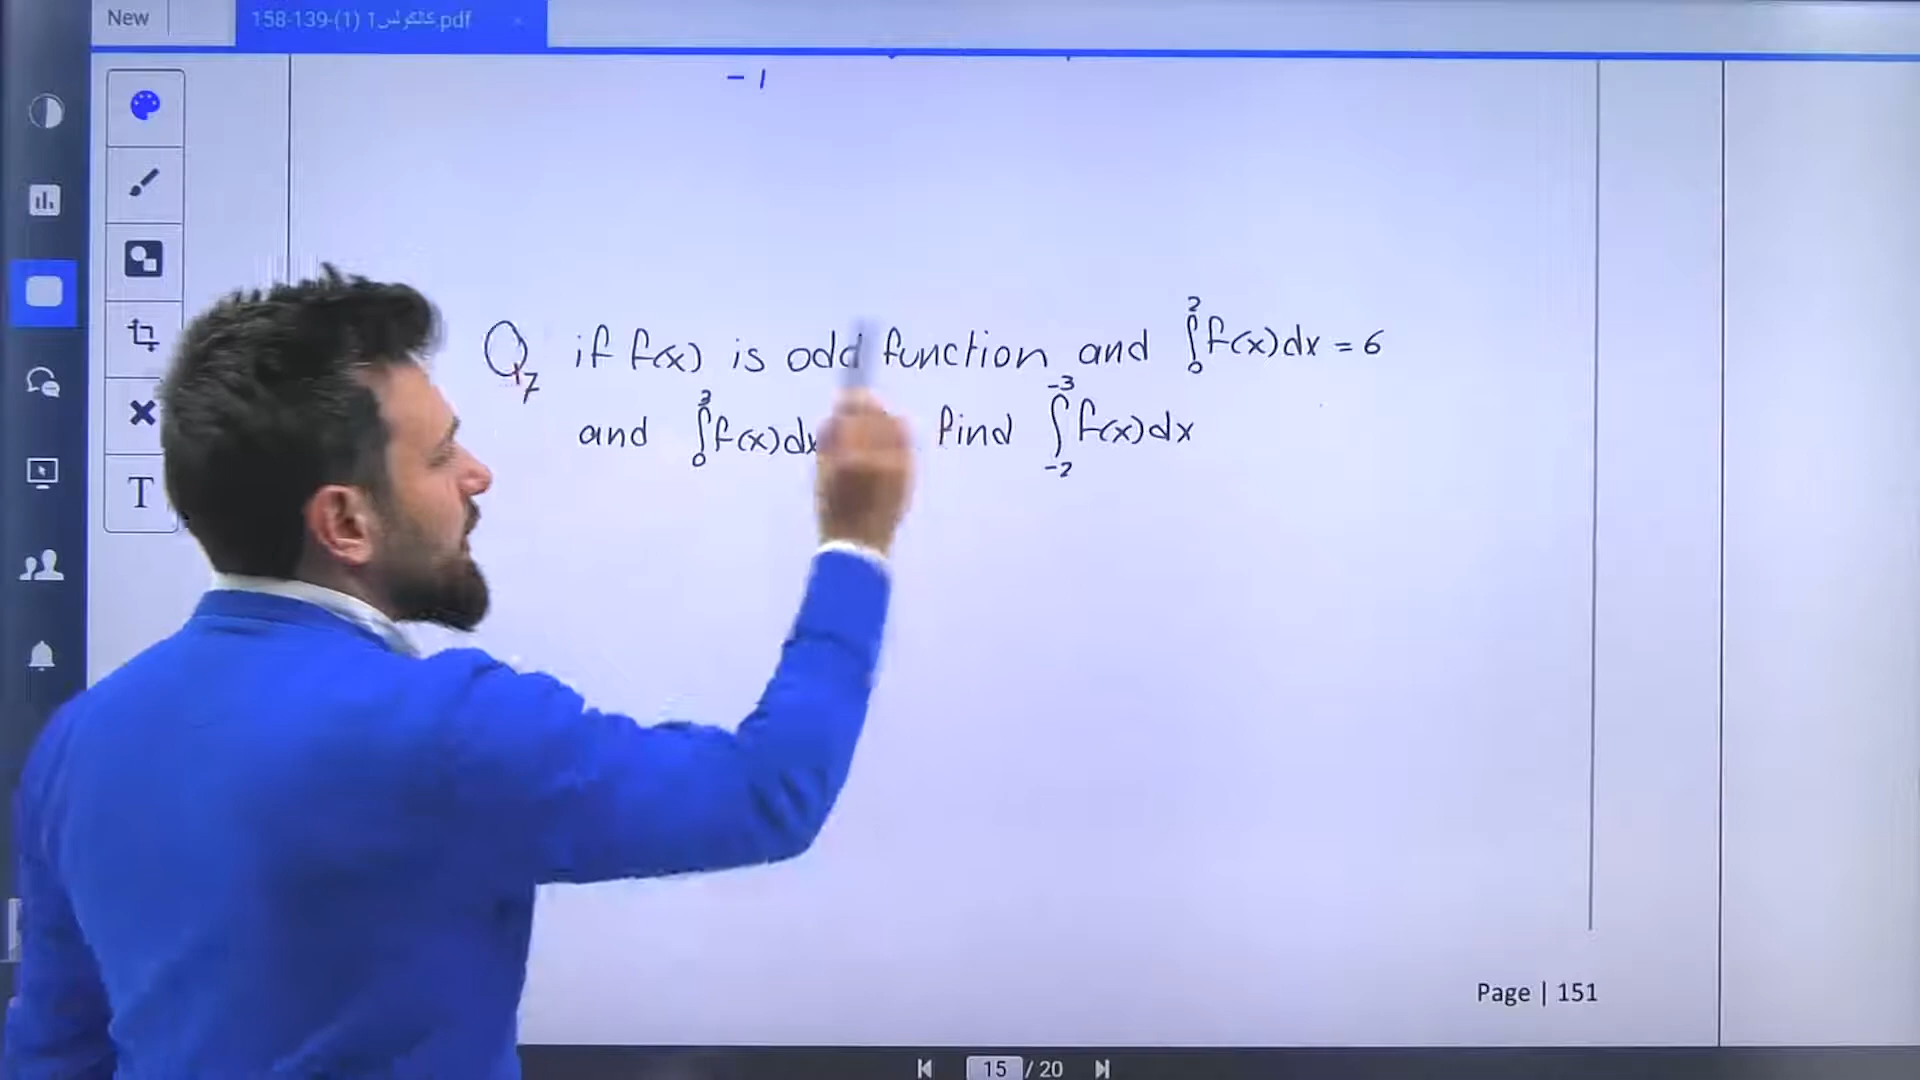 New
158-139-(1) 1كالكولس.pdf
-1
Q7 if f(x) is odd function and ∫₀² f(x)dx = 6
and ∫₀³ f(x)dx find ∫₋₂⁻³ f(x)dx
T
Page | 151
15 / 20